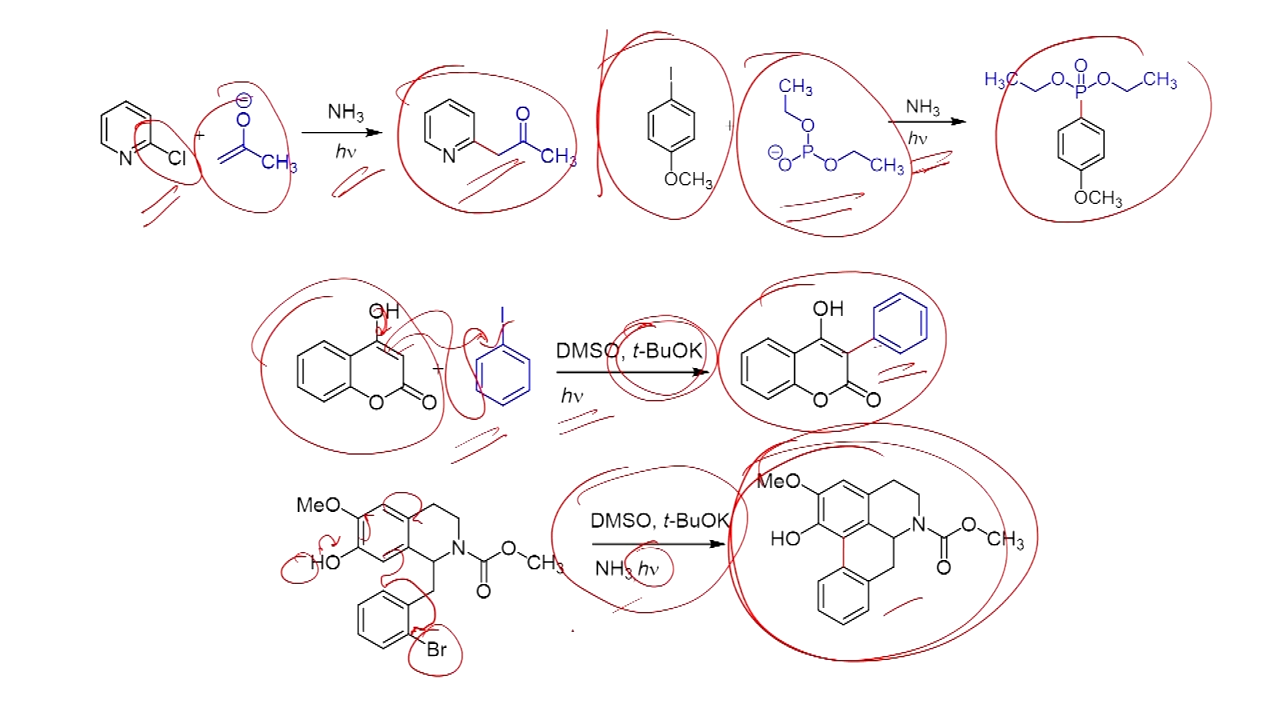 N Cl + ⊖ O CH3 NH3 hν N O CH3
I OCH3 + CH3 O ⊖O P O CH3 NH3 hν H3C O P O O CH3 OCH3
OH O O + I DMSO, t-BuOK hν OH O O
MeO HO N O O CH3 Br DMSO, t-BuOK NH3 hν MeO HO N O O CH3